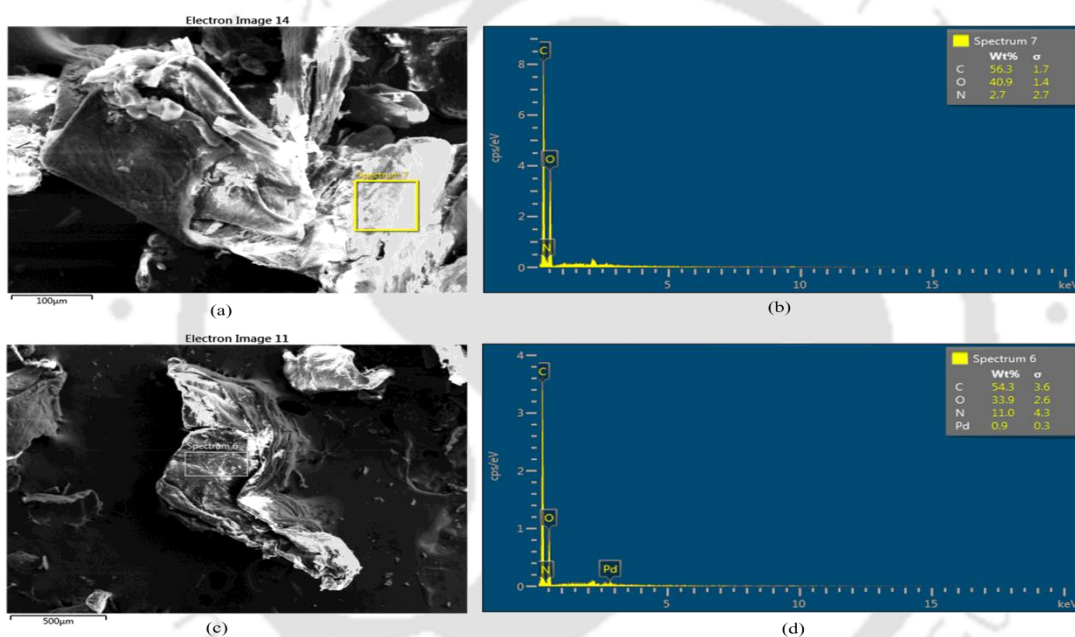 Electron Image 14
Spectrum 7
100µm
(a)
cps/eV
8
6
4
2
0
C
O
N
5
10
15
keV
Spectrum 7
Wt% σ
C 56.3 1.7
O 40.9 1.4
N 2.7 2.7
(b)
Electron Image 11
Spectrum 6
500µm
(c)
cps/eV
4
3
2
1
0
C
O
N
Pd
5
10
15
keV
Spectrum 6
Wt% σ
C 54.3 3.6
O 33.9 2.6
N 11.0 4.3
Pd 0.9 0.3
(d)